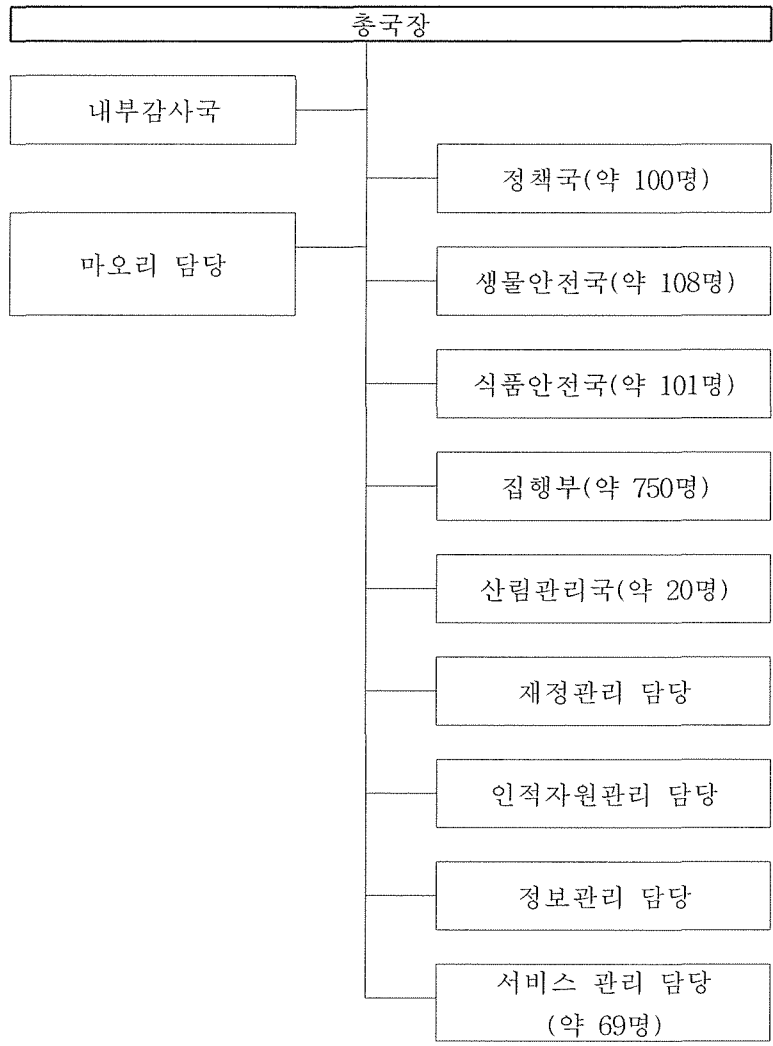 총국장
내부감사국
정책국(약 100명)
마오리 담당
생물안전국(약 108명)
식품안전국(약 101명)
집행부(약 750명)
산림관리국(약 20명)
재정관리 담당
인적자원관리 담당
정보관리 담당
서비스 관리 담당
(약 69명)